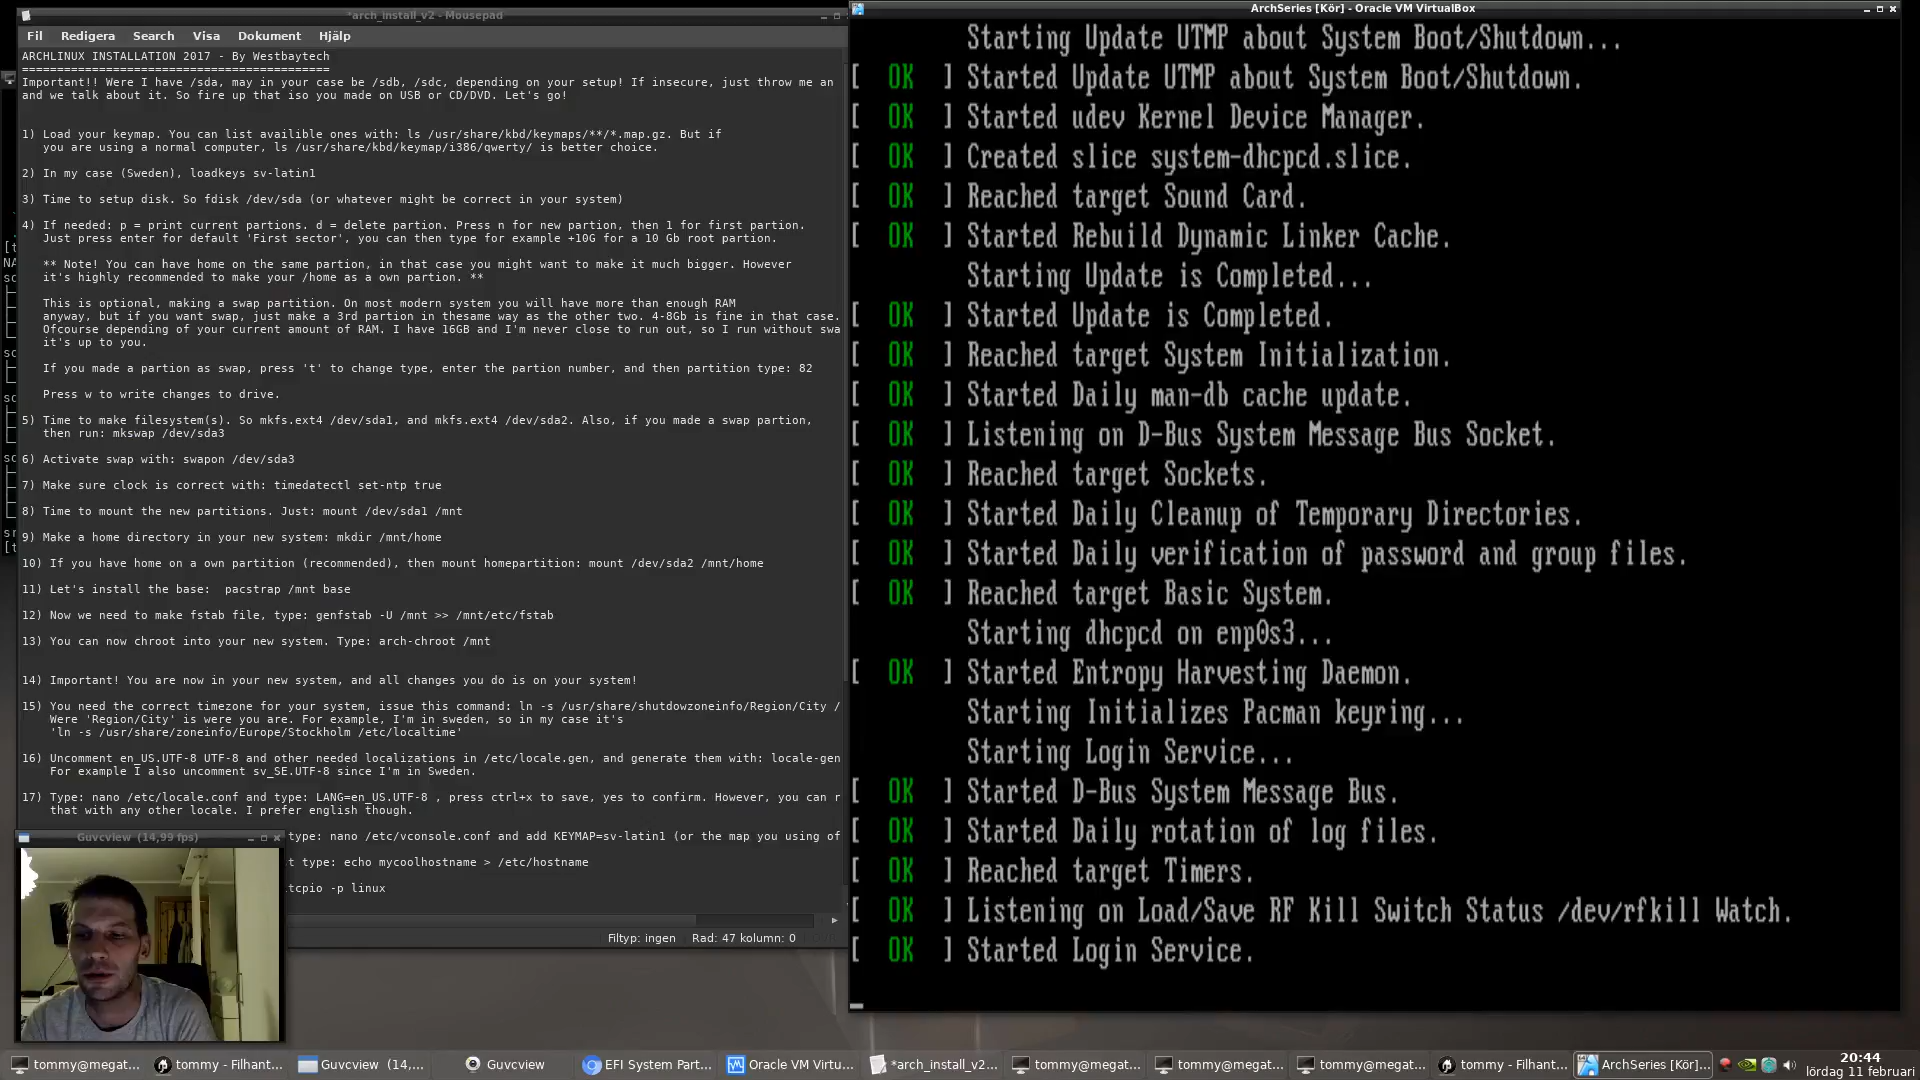 *arch_install_v2 - Mousepad
Fil Redigera Search Visa Dokument Hjälp
ARCHLINUX INSTALLATION 2017 - By Westbaytech
==============================================
Important!! Were I have /sda, may in your case be /sdb, /sdc, depending on your setup! If insecure, just throw me an
and we talk about it. So fire up that iso you made on USB or CD/DVD. Let's go!
1) Load your keymap. You can list availible ones with: ls /usr/share/kbd/keymaps/**/*.map.gz. But if
you are using a normal computer, ls /usr/share/kbd/keymap/i386/qwerty/ is better choice.
2) In my case (Sweden), loadkeys sv-latin1
3) Time to setup disk. So fdisk /dev/sda (or whatever might be correct in your system)
4) If needed: p = print current partions. d = delete partion. Press n for new partion, then 1 for first partion.
Just press enter for default 'First sector', you can then type for example +10G for a 10 Gb root partion.
** Note! You can have home on the same partion, in that case you might want to make it much bigger. However
it's highly recommended to make your /home as a own partion. **
This is optional, making a swap partition. On most modern system you will have more than enough RAM
anyway, but if you want swap, just make a 3rd partion in thesame way as the other two. 4-8Gb is fine in that case.
Ofcourse depending of your current amount of RAM. I have 16GB and I'm never close to run out, so I run without swa
it's up to you.
If you made a partion as swap, press 't' to change type, enter the partion number, and then partition type: 82
Press w to write changes to drive.
5) Time to make filesystem(s). So mkfs.ext4 /dev/sda1, and mkfs.ext4 /dev/sda2. Also, if you made a swap partion,
then run: mkswap /dev/sda3
6) Activate swap with: swapon /dev/sda3
7) Make sure clock is correct with: timedatectl set-ntp true
8) Time to mount the new partitions. Just: mount /dev/sda1 /mnt
9) Make a home directory in your new system: mkdir /mnt/home
10) If you have home on a own partition (recommended), then mount homepartition: mount /dev/sda2 /mnt/home
11) Let's install the base:  pacstrap /mnt base
12) Now we need to make fstab file, type: genfstab -U /mnt >> /mnt/etc/fstab
13) You can now chroot into your new system. Type: arch-chroot /mnt
14) Important! You are now in your new system, and all changes you do is on your system!
15) You need the correct timezone for your system, issue this command: ln -s /usr/share/shutdowzoneinfo/Region/City /
Were 'Region/City' is were you are. For example, I'm in sweden, so in my case it's
'ln -s /usr/share/zoneinfo/Europe/Stockholm /etc/localtime'
16) Uncomment en_US.UTF-8 UTF-8 and other needed localizations in /etc/locale.gen, and generate them with: locale-gen
For example I also uncomment sv_SE.UTF-8 since I'm in Sweden.
17) Type: nano /etc/locale.conf and type: LANG=en_US.UTF-8 , press ctrl+x to save, yes to confirm. However, you can r
that with any other locale. I prefer english though.
type: nano /etc/vconsole.conf and add KEYMAP=sv-latin1 (or the map you using of
t type: echo mycoolhostname > /etc/hostname
itcpio -p linux
Filtyp: ingen Rad: 47 kolumn: 0
Guvcview (14,99 fps)
ArchSeries [Kör] - Oracle VM VirtualBox
Starting Update UTMP about System Boot/Shutdown...
[ OK ] Started Update UTMP about System Boot/Shutdown.
[ OK ] Started udev Kernel Device Manager.
[ OK ] Created slice system-dhcpcd.slice.
[ OK ] Reached target Sound Card.
[ OK ] Started Rebuild Dynamic Linker Cache.
Starting Update is Completed...
[ OK ] Started Update is Completed.
[ OK ] Reached target System Initialization.
[ OK ] Started Daily man-db cache update.
[ OK ] Listening on D-Bus System Message Bus Socket.
[ OK ] Reached target Sockets.
[ OK ] Started Daily Cleanup of Temporary Directories.
[ OK ] Started Daily verification of password and group files.
[ OK ] Reached target Basic System.
Starting dhcpcd on enp0s3...
[ OK ] Started Entropy Harvesting Daemon.
Starting Initializes Pacman keyring...
Starting Login Service...
[ OK ] Started D-Bus System Message Bus.
[ OK ] Started Daily rotation of log files.
[ OK ] Reached target Timers.
[ OK ] Listening on Load/Save RF Kill Switch Status /dev/rfkill Watch.
[ OK ] Started Login Service.
tommy@megat... tommy - Filhant... Guvcview (14,... Guvcview EFI System Part... Oracle VM Virtu... *arch_install_v2... tommy@megat... tommy@megat... tommy@megat... tommy - Filhant... ArchSeries [Kör]...
20:44
lördag 11 februari